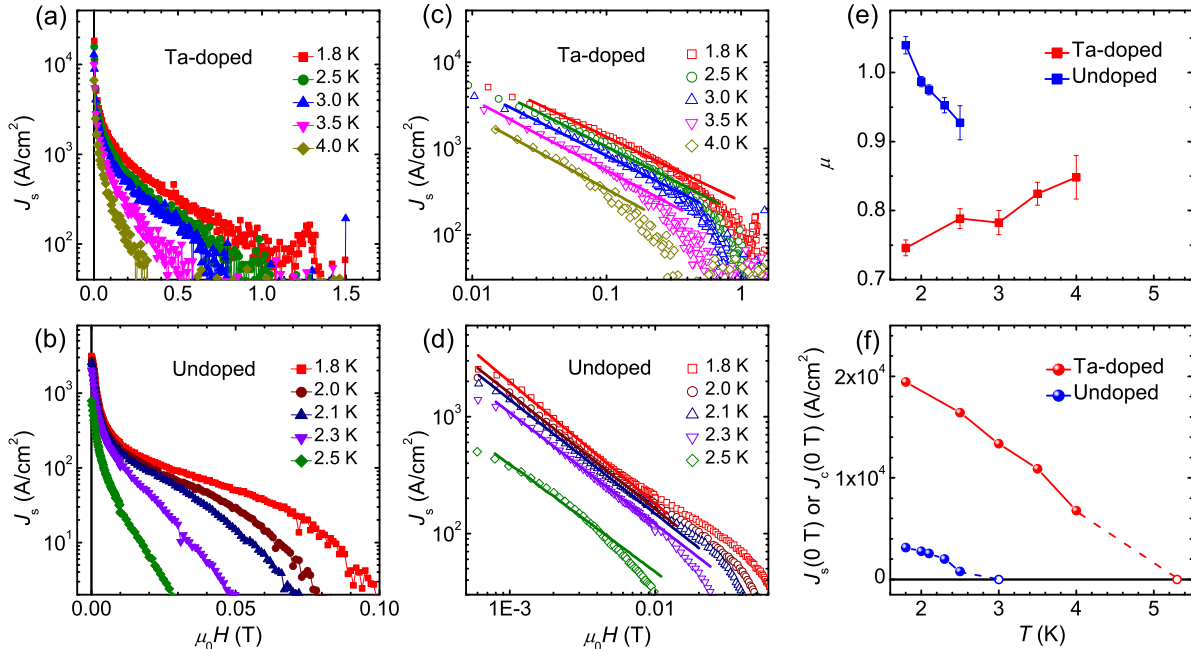 (a)
Ta-doped
1.8 K
2.5 K
3.0 K
3.5 K
4.0 K
10^4
10^3
10^2
J_s (A/cm^2)
0.0 0.5 1.0 1.5
(b)
Undoped
1.8 K
2.0 K
2.1 K
2.3 K
2.5 K
10^3
10^2
10^1
J_s (A/cm^2)
0.00 0.05 0.10
μ_0H (T)
(c)
Ta-doped
1.8 K
2.5 K
3.0 K
3.5 K
4.0 K
10^4
10^3
10^2
J_s (A/cm^2)
0.01 0.1 1
(d)
Undoped
1.8 K
2.0 K
2.1 K
2.3 K
2.5 K
10^3
10^2
J_s (A/cm^2)
1E-3 0.01
μ_0H (T)
(e)
Ta-doped
Undoped
1.0
0.9
0.8
0.7
μ
2 3 4 5
(f)
Ta-doped
Undoped
2x10^4
1x10^4
0
J_s(0 T) or J_c(0 T) (A/cm^2)
2 3 4 5
T (K)